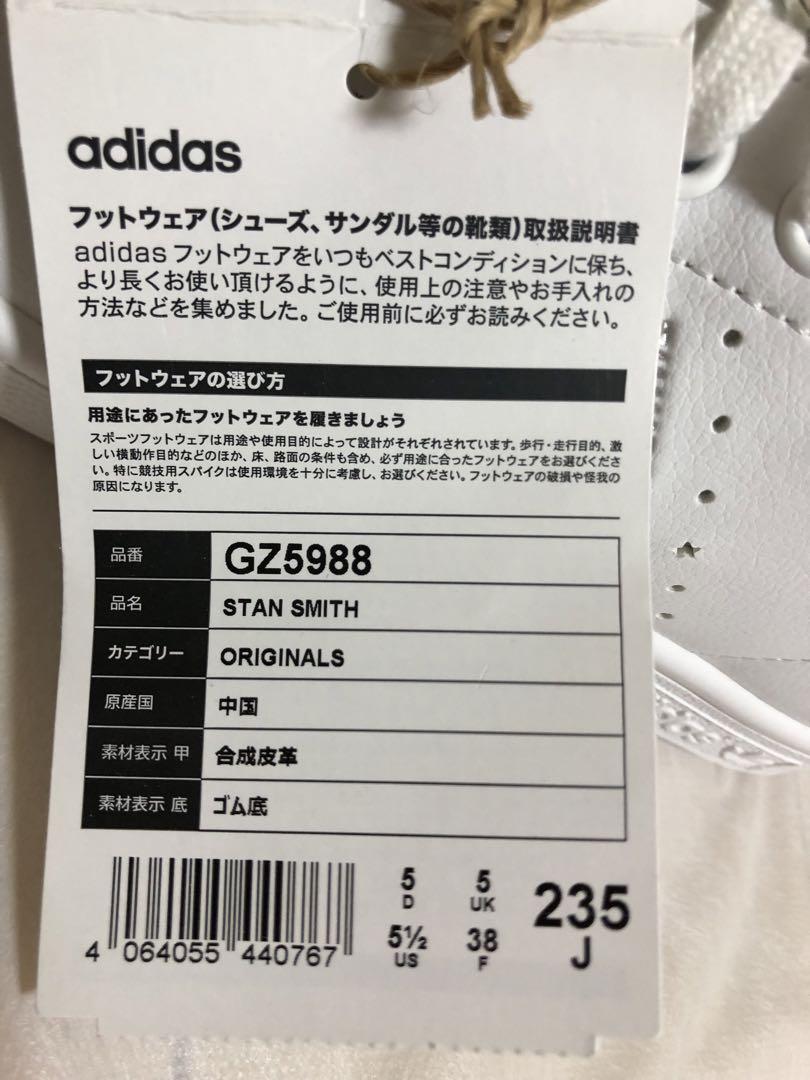 adidas
フットウェア(シューズ、サンダル等の靴類)取扱説明書
adidas フットウェアをいつもベストコンディションに保ち、
より長くお使い頂けるように、使用上の注意やお手入れの
方法などを集めました。ご使用前に必ずお読みください。
フットウェアの選び方
用途にあったフットウェアを履きましょう
スポーツフットウェアは用途や使用目的によって設計がそれぞれされています。歩行・走行目的、激
しい横動作目的などのほか、床、路面の条件も含め、必ず用途に合ったフットウェアをお選びくださ
い。特に競技用スパイクは使用環境を十分に考慮し、お選びください。フットウェアの破損や怪我の
原因になります。
品番 GZ5988
品名 STAN SMITH
カテゴリー ORIGINALS
原産国 中国
素材表示 甲 合成皮革
素材表示 底 ゴム底
5 5 235
D UK
5½ 38 J
US F
4 064055 440767